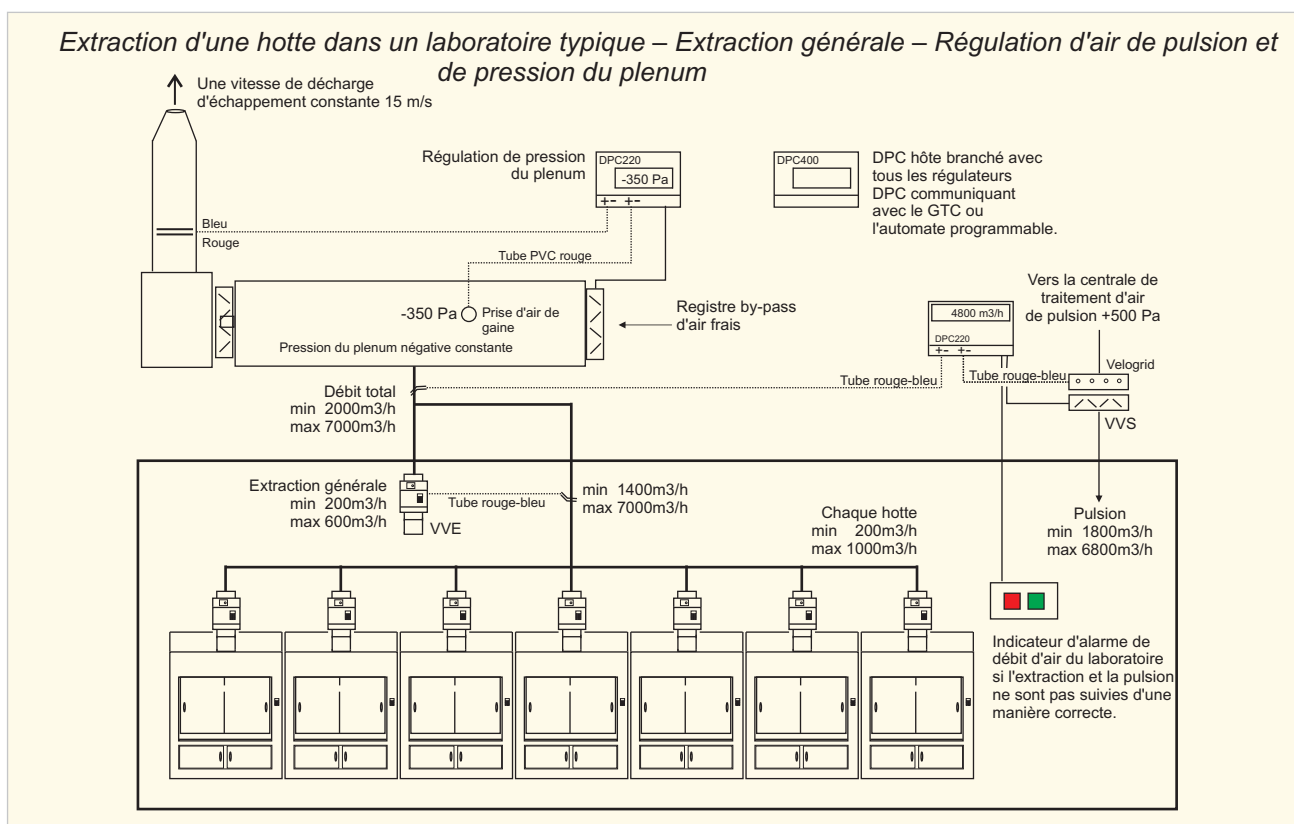 Extraction d'une hotte dans un laboratoire typique – Extraction générale – Régulation d'air de pulsion et
de pression du plenum
Une vitesse de décharge
d'échappement constante 15 m/s
Régulation de pression
du plenum
DPC220
-350 Pa
+- +-
DPC400
DPC hôte branché avec
tous les régulateurs
DPC communiquant
avec le GTC ou
l'automate programmable.
Bleu
Rouge
Tube PVC rouge
-350 Pa
Prise d'air de
gaine
Pression du plenum négative constante
Registre by-pass
d'air frais
4800 m3/h
DPC220
+- +-
Vers la centrale de
traitement d'air
de pulsion +500 Pa
Velogrid
Tube rouge-bleu
Tube rouge-bleu
VVS
Débit total
min 2000m3/h
max 7000m3/h
Extraction générale
min 200m3/h
max 600m3/h
VVE
Tube rouge-bleu
min 1400m3/h
max 7000m3/h
Chaque hotte
min 200m3/h
max 1000m3/h
Pulsion
min 1800m3/h
max 6800m3/h
Indicateur d'alarme de
débit d'air du laboratoire
si l'extraction et la pulsion
ne sont pas suivies d'une
manière correcte.